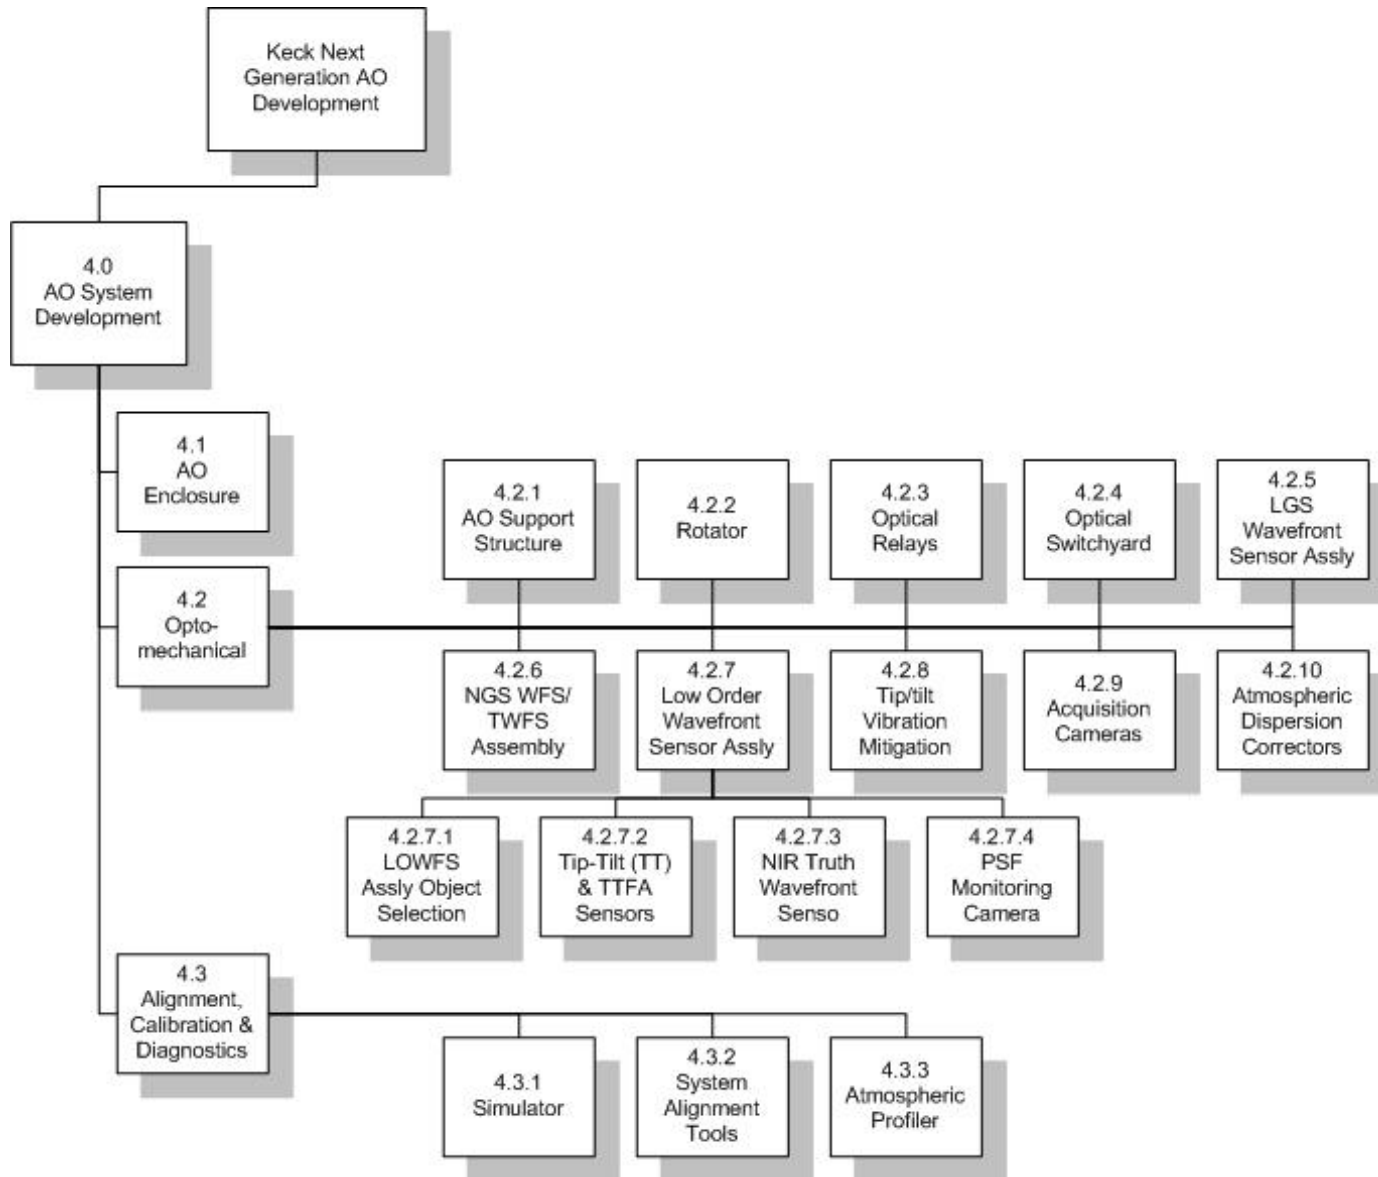 Keck Next
Generation AO
Development
4.0
AO System
Development
4.1
AO
Enclosure
4.2
Opto-
mechanical
4.2.1
AO Support
Structure
4.2.2
Rotator
4.2.3
Optical
Relays
4.2.4
Optical
Switchyard
4.2.5
LGS
Wavefront
Sensor Assly
4.2.6
NGS WFS/
TWFS
Assembly
4.2.7
Low Order
Wavefront
Sensor Assly
4.2.8
Tip/tilt
Vibration
Mitigation
4.2.9
Acquisition
Cameras
4.2.10
Atmospheric
Dispersion
Correctors
4.2.7.1
LOWFS
Assly Object
Selection
4.2.7.2
Tip-Tilt (TT)
& TTFA
Sensors
4.2.7.3
NIR Truth
Wavefront
Senso
4.2.7.4
PSF
Monitoring
Camera
4.3
Alignment,
Calibration &
Diagnostics
4.3.1
Simulator
4.3.2
System
Alignment
Tools
4.3.3
Atmospheric
Profiler